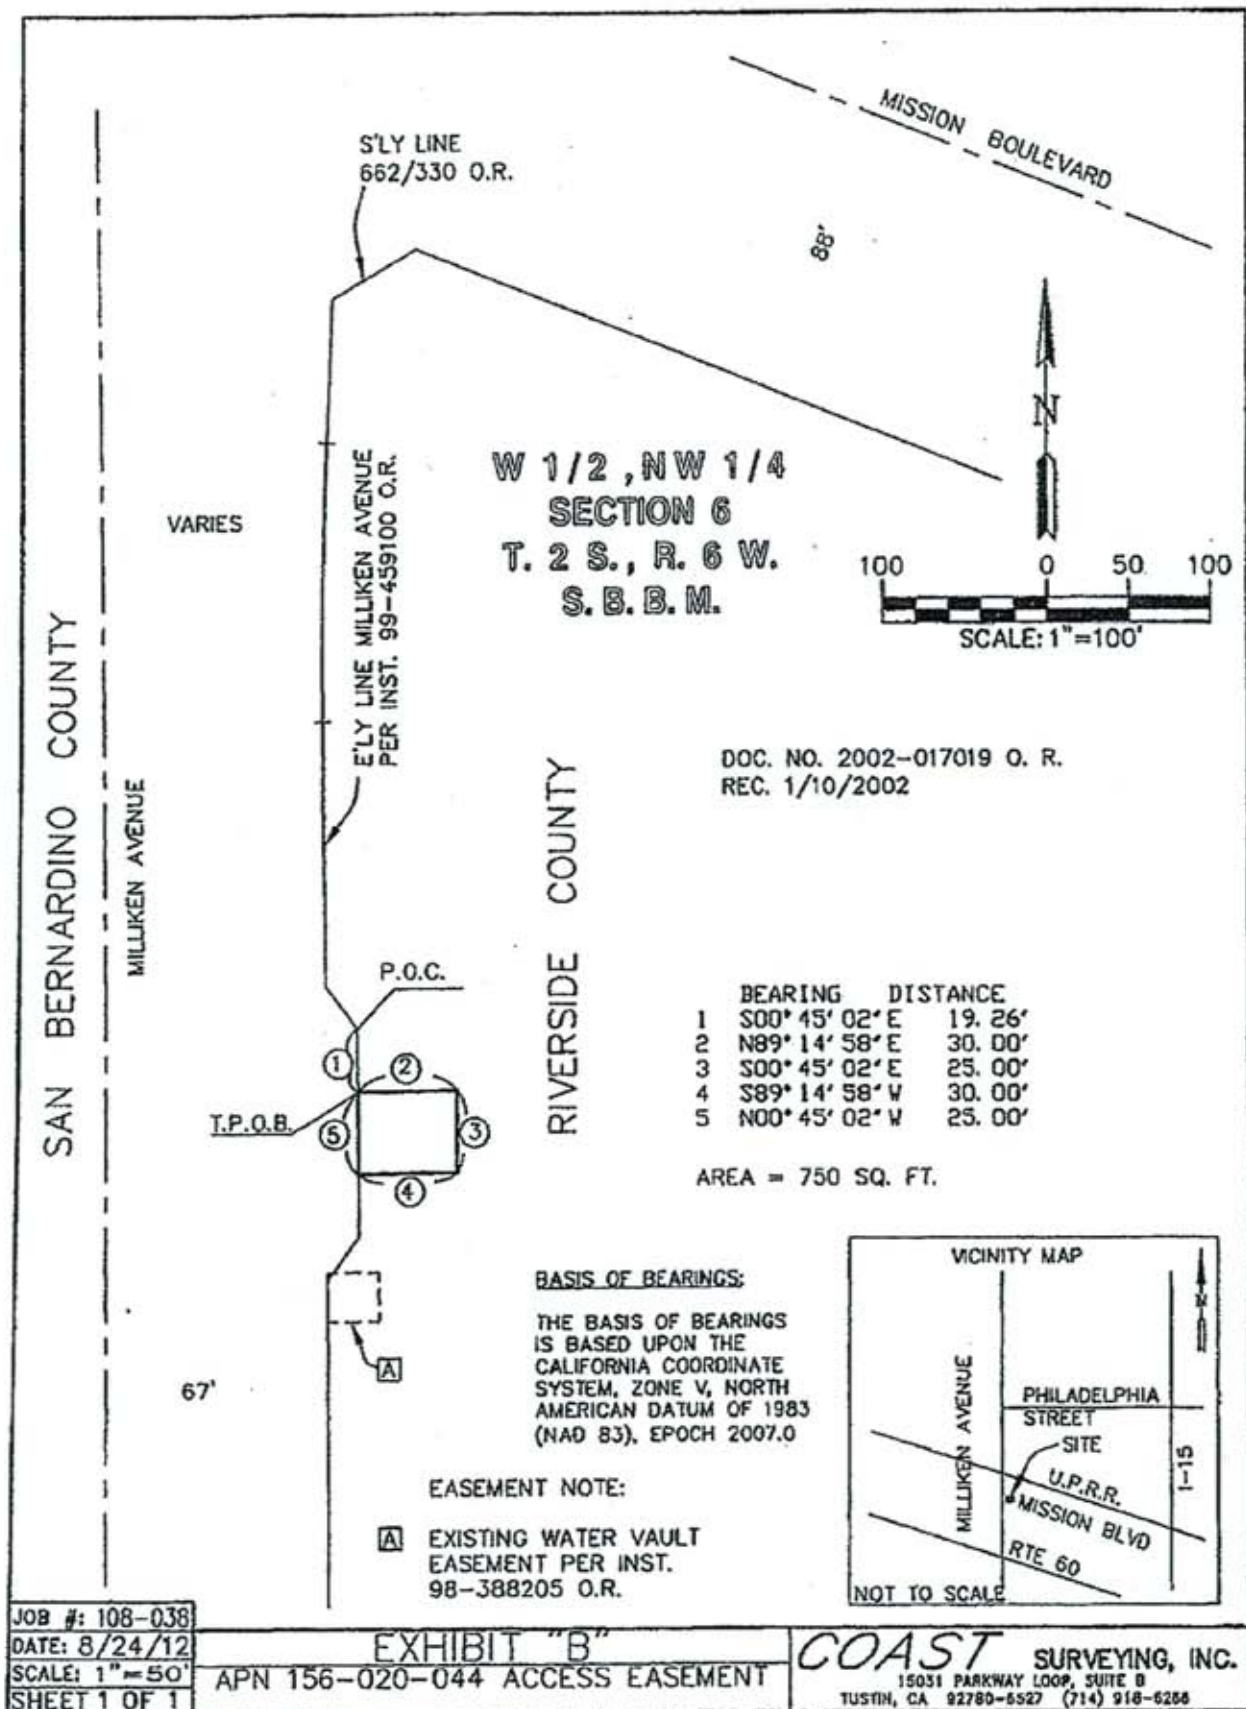 MISSION BOULEVARD
S'LY LINE
662/330 O.R.
88'
N
W 1/2 , NW 1/4
SECTION 6
T. 2 S., R. 6 W.
S. B. B. M.
VARIES
E'LY LINE MILLIKEN AVENUE
PER INST. 99-459100 O.R.
100 0 50 100
SCALE: 1"=100'
SAN BERNARDINO COUNTY
MILLIKEN AVENUE
RIVERSIDE COUNTY
DOC. NO. 2002-017019 O. R.
REC. 1/10/2002
P.O.C.
BEARING DISTANCE
1 S00° 45' 02" E 19. 26'
2 N89° 14' 58" E 30. 00'
3 S00° 45' 02" E 25. 00'
4 S89° 14' 58" W 30. 00'
5 N00° 45' 02" W 25. 00'
1
2
T.P.O.B.
5
3
4
AREA = 750 SQ. FT.
BASIS OF BEARINGS:
THE BASIS OF BEARINGS
IS BASED UPON THE
CALIFORNIA COORDINATE
SYSTEM, ZONE V, NORTH
AMERICAN DATUM OF 1983
(NAD 83), EPOCH 2007.0
A
67'
EASEMENT NOTE:
A EXISTING WATER VAULT
EASEMENT PER INST.
98-388205 O.R.
VICINITY MAP
N
MILLIKEN AVENUE
PHILADELPHIA
STREET
SITE
U.P.R.R.
I-15
MISSION BLVD
RTE 60
NOT TO SCALE
JOB #: 108-038
DATE: 8/24/12
SCALE: 1"=50'
SHEET 1 OF 1
EXHIBIT "B"
APN 156-020-044 ACCESS EASEMENT
COAST SURVEYING, INC.
15031 PARKWAY LOOP, SUITE B
TUSTIN, CA 92780-6527 (714) 918-6266